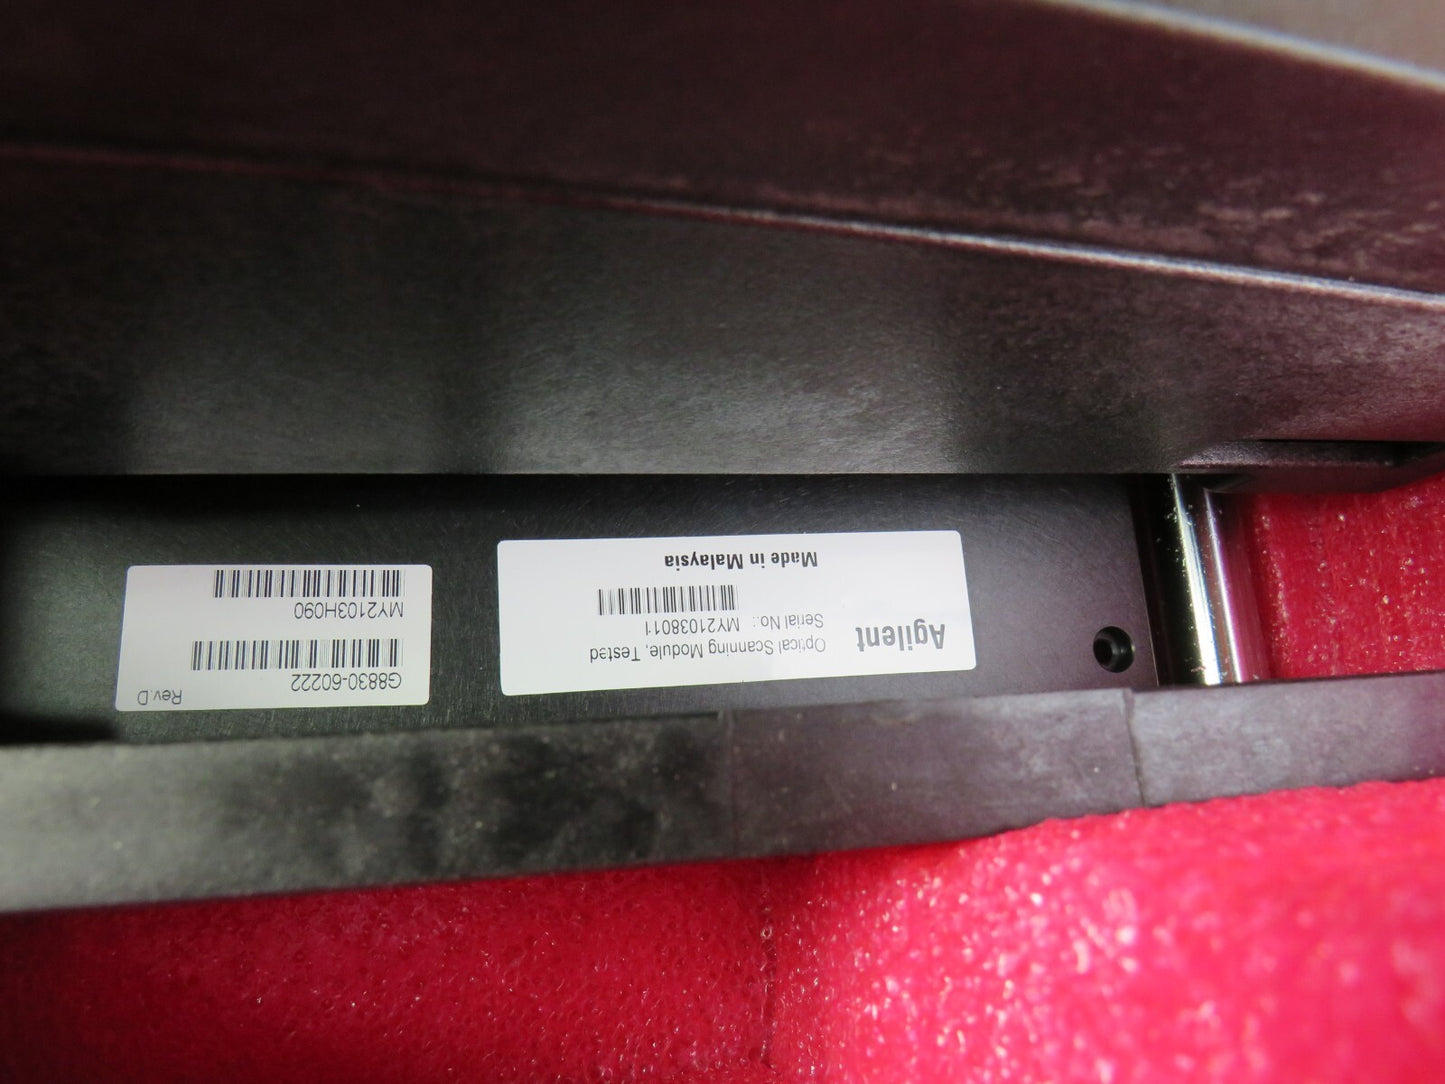 Agilent
Optical Scanning Module, Tested
Serial No.: MY21038011
Made in Malaysia
Rev.D
G8830-60222
MY2103H090